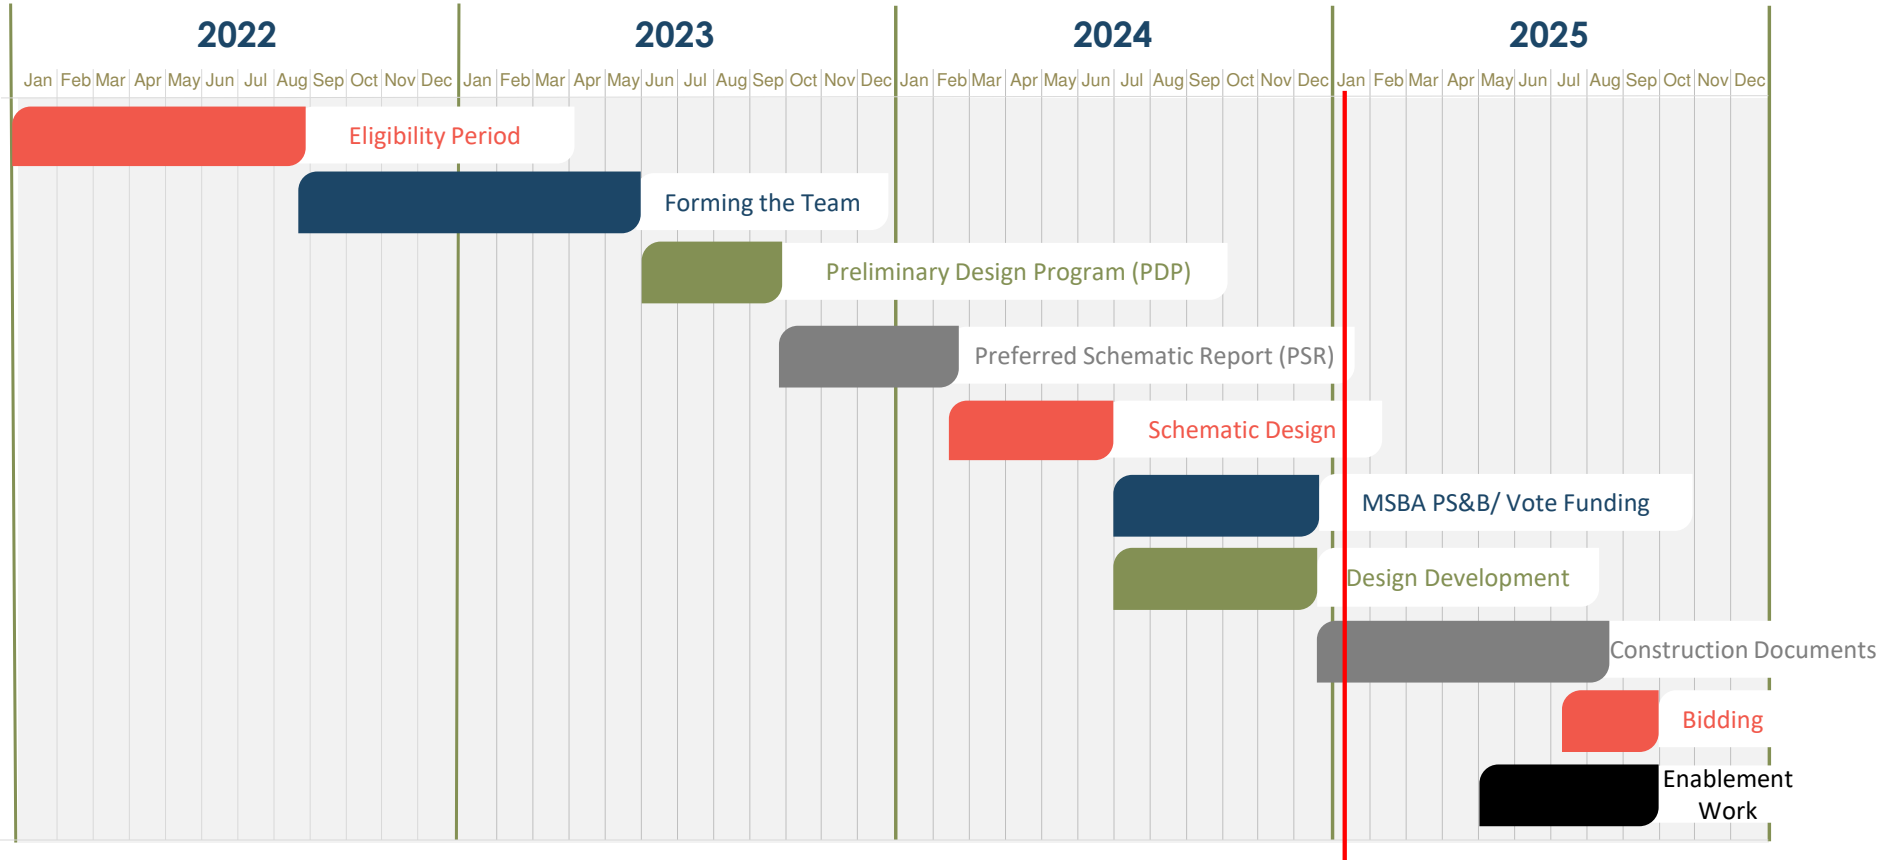 2022 2023 2024 2025
Jan Feb Mar Apr May Jun Jul Aug Sep Oct Nov Dec Jan Feb Mar Apr May Jun Jul Aug Sep Oct Nov Dec Jan Feb Mar Apr May Jun Jul Aug Sep Oct Nov Dec Jan Feb Mar Apr May Jun Jul Aug Sep Oct Nov Dec
Eligibility Period
Forming the Team
Preliminary Design Program (PDP)
Preferred Schematic Report (PSR)
Schematic Design
MSBA PS&B/ Vote Funding
Design Development
Construction Documents
Bidding
Enablement
Work